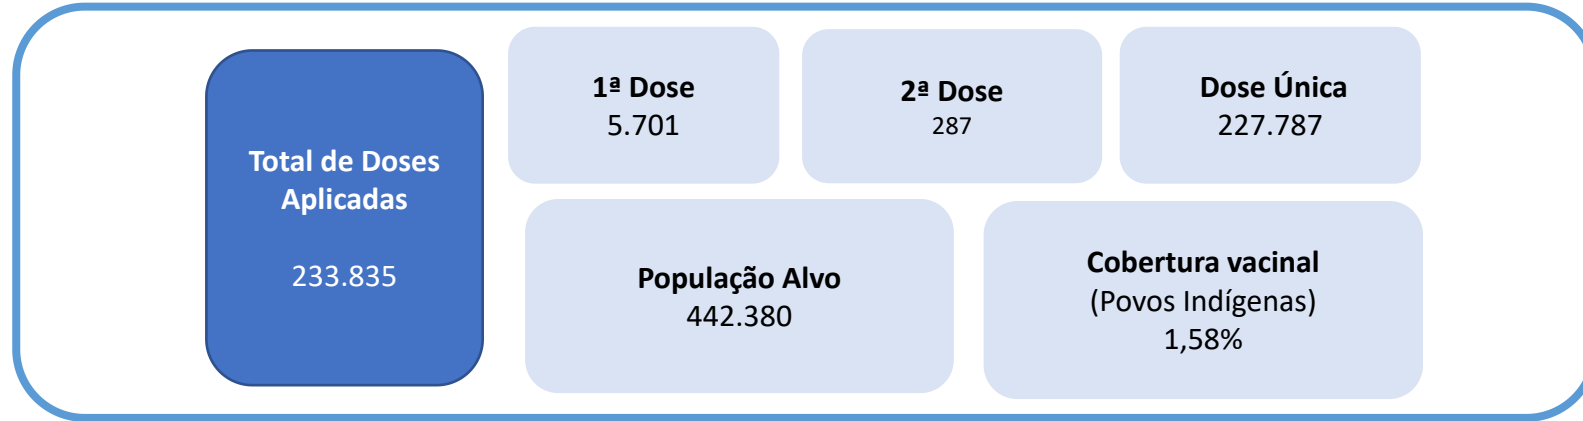 Total de Doses
Aplicadas
233.835
1ª Dose
5.701
2ª Dose
287
Dose Única
227.787
População Alvo
442.380
Cobertura vacinal
(Povos Indígenas)
1,58%